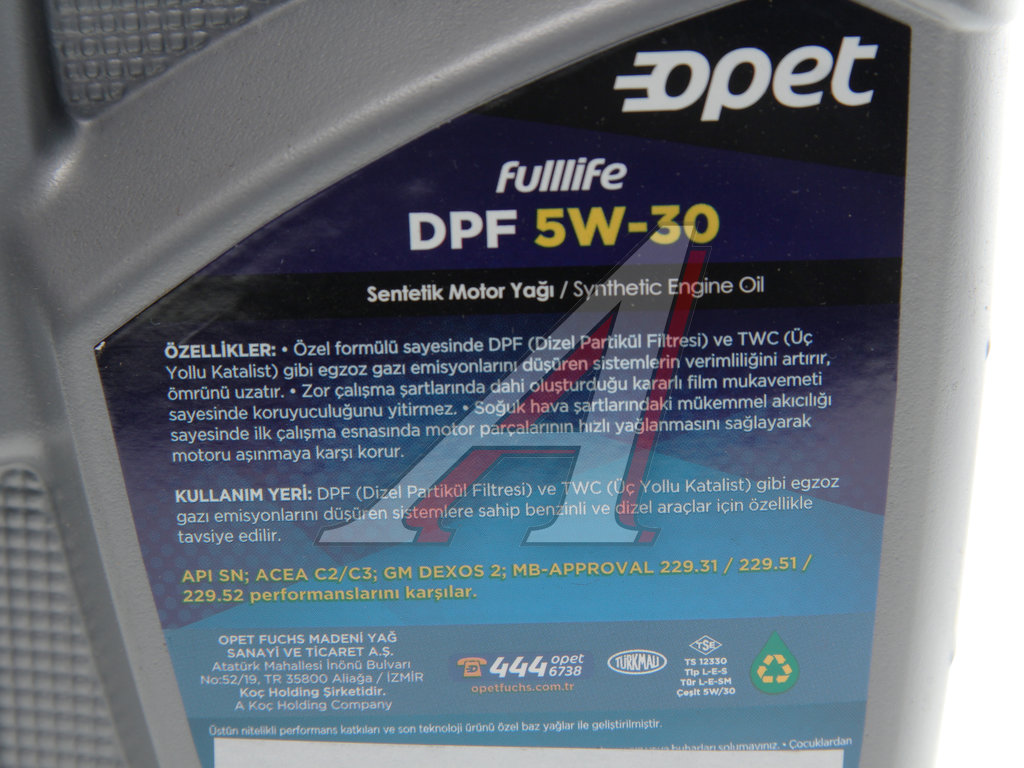 opet
fulllife
DPF 5W-30
Sentetik Motor Yağı / Synthetic Engine Oil
ÖZELLİKLER: • Özel formülü sayesinde DPF (Dizel Partikül Filtresi) ve TWC (Üç
Yollu Katalist) gibi egzoz gazı emisyonlarını düşüren sistemlerin verimliliğini artırır,
ömrünü uzatır. • Zor çalışma şartlarında dahi oluşturduğu kararlı film mukavemeti
sayesinde koruyuculuğunu yitirmez. • Soğuk hava şartlarındaki mükemmel akıcılığı
sayesinde ilk çalışma esnasında motor parçalarının hızlı yağlanmasını sağlayarak
motoru aşınmaya karşı korur.
KULLANIM YERİ: DPF (Dizel Partikül Filtresi) ve TWC (Üç Yollu Katalist) gibi egzoz
gazı emisyonlarını düşüren sistemlere sahip benzinli ve dizel araçlar için özellikle
tavsiye edilir.
API SN; ACEA C2/C3; GM DEXOS 2; MB-APPROVAL 229.31 / 229.51 /
229.52 performanslarını karşılar.
OPET FUCHS MADENİ YAĞ
SANAYİ VE TİCARET A.Ş.
Atatürk Mahallesi İnönü Bulvarı
No:52/19, TR 35800 Aliağa / İZMİR
Koç Holding Şirketidir.
A Koç Holding Company
444 opet 6738
opetfuchs.com.tr
TÜRKMALI
TSE
TS 12330
Tip L-E-S
Tür L-E-SM
Çeşit 5W/30
Üstün nitelikli performans katkıları ve son teknoloji ürünü özel baz yağlar ile geliştirilmiştir.
buharları solumayınız. • Çocuklardan